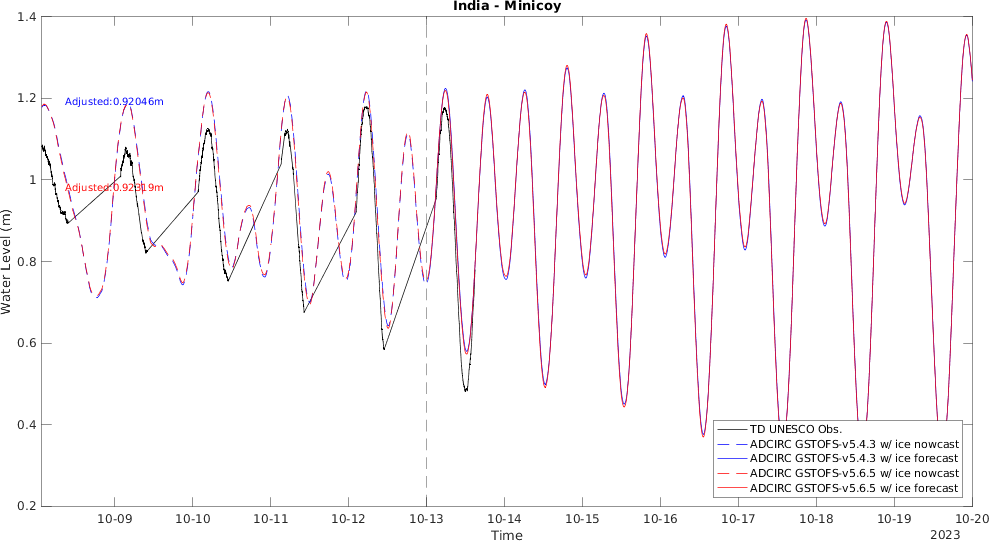 India - Minicoy
1.4
1.2
1
0.8
0.6
0.4
0.2
Water Level (m)
Adjusted:0.92046m
Adjusted:0.92319m
TD UNESCO Obs.
ADCIRC GSTOFS-v5.4.3 w/ ice nowcast
ADCIRC GSTOFS-v5.4.3 w/ ice forecast
ADCIRC GSTOFS-v5.6.5 w/ ice nowcast
ADCIRC GSTOFS-v5.6.5 w/ ice forecast
10-09 10-10 10-11 10-12 10-13 10-14 10-15 10-16 10-17 10-18 10-19 10-20
Time
2023